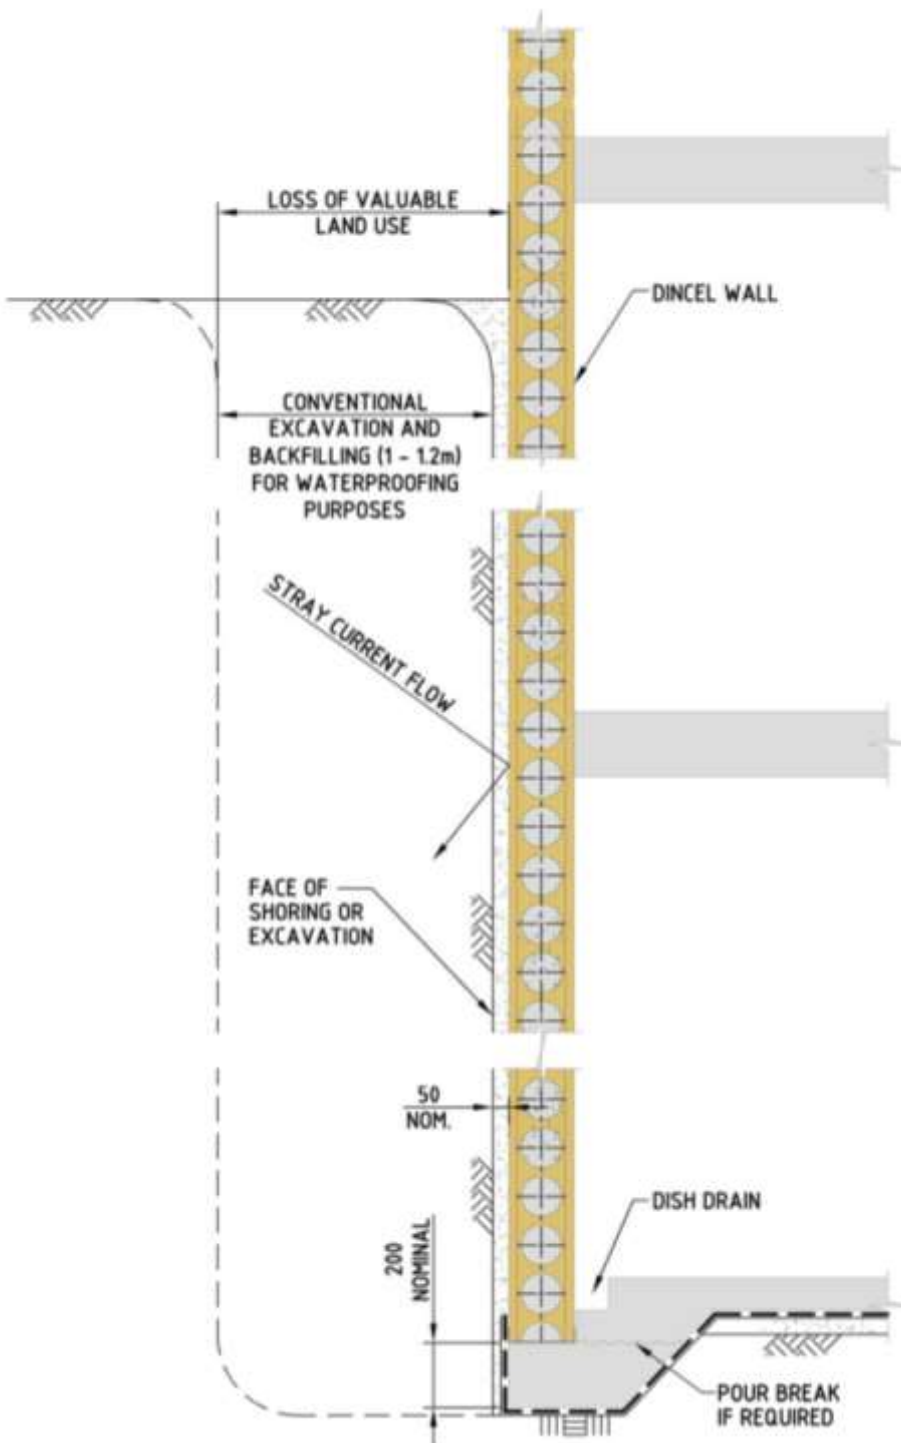 LOSS OF VALUABLE
LAND USE
DINCEL WALL
CONVENTIONAL
EXCAVATION AND
BACKFILLING (1 - 1.2m)
FOR WATERPROOFING
PURPOSES
STRAY CURRENT FLOW
FACE OF
SHORING OR
EXCAVATION
50
NOM.
DISH DRAIN
200
NOMINAL
POUR BREAK
IF REQUIRED